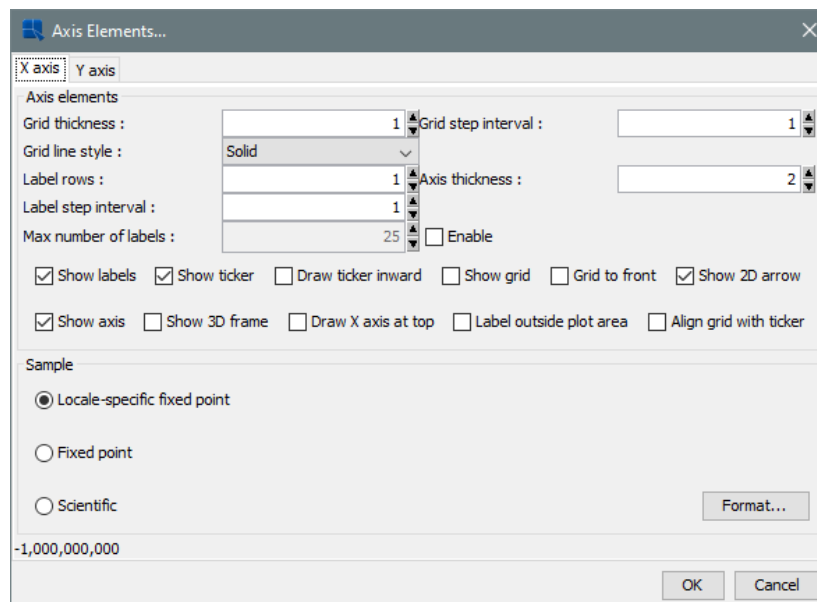 Axis Elements...
X axis Y axis
Axis elements
Grid thickness : 1 Grid step interval : 1
Grid line style : Solid
Label rows : 1 Axis thickness : 2
Label step interval : 1
Max number of labels : 25 Enable
Show labels Show ticker Draw ticker inward Show grid Grid to front Show 2D arrow
Show axis Show 3D frame Draw X axis at top Label outside plot area Align grid with ticker
Sample
Locale-specific fixed point
Fixed point
Scientific Format...
-1,000,000,000
OK Cancel